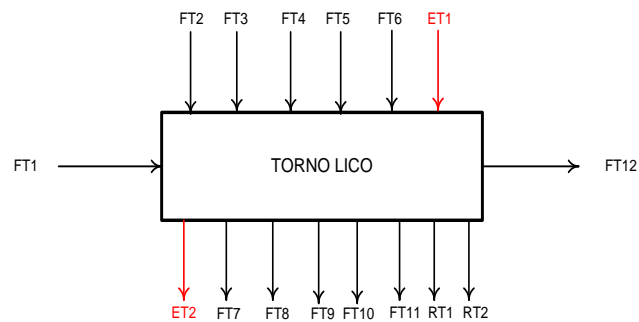 FT2 FT3 FT4 FT5 FT6 ET1
FT1 TORNO LICO FT12
ET2 FT7 FT8 FT9 FT10 FT11 RT1 RT2